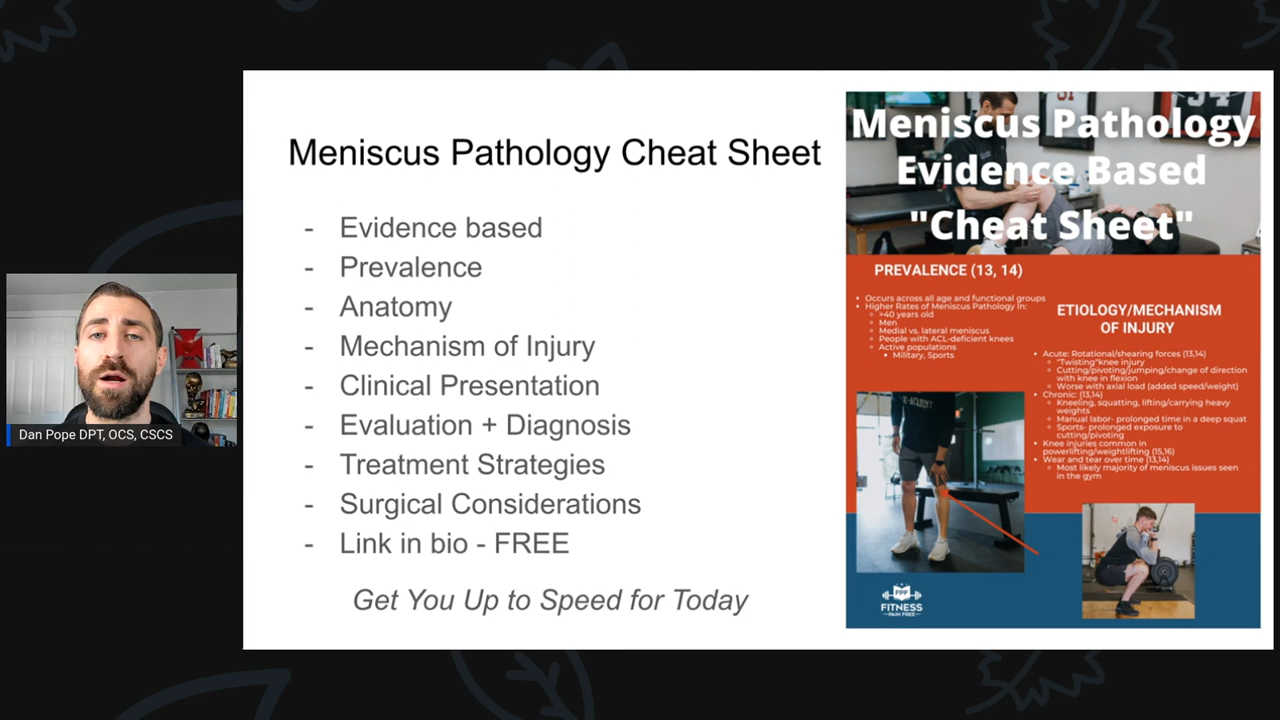 Meniscus Pathology Cheat Sheet
- Evidence based
- Prevalence
- Anatomy
- Mechanism of Injury
- Clinical Presentation
- Evaluation + Diagnosis
- Treatment Strategies
- Surgical Considerations
- Link in bio - FREE
Get You Up to Speed for Today
Dan Pope DPT, OCS, CSCS
Meniscus Pathology
Evidence Based
"Cheat Sheet"
PREVALENCE (13, 14)
Occurs across all age and functional groups
Higher Rates of Meniscus Pathology In:
>40 years old
Men
Medial vs. lateral meniscus
People with ACL-deficient knees
Active populations
Military, Sports
ETIOLOGY/MECHANISM
OF INJURY
Acute: Rotational/shearing forces (13,14)
"Twisting"knee injury
Cutting/pivoting/jumping/change of direction
with knee in flexion
Worse with axial load (added speed/weight)
Chronic: (13,14)
Kneeling, squatting, lifting/carrying heavy
weights
Manual labor- prolonged time in a deep squat
Sports- prolonged exposure to
cutting/pivoting
Knee injuries common in
powerlifting/weightlifting (15,16)
Wear and tear over time (13,14)
Most likely majority of meniscus issues seen
in the gym
FPF
FITNESS
PAIN FREE